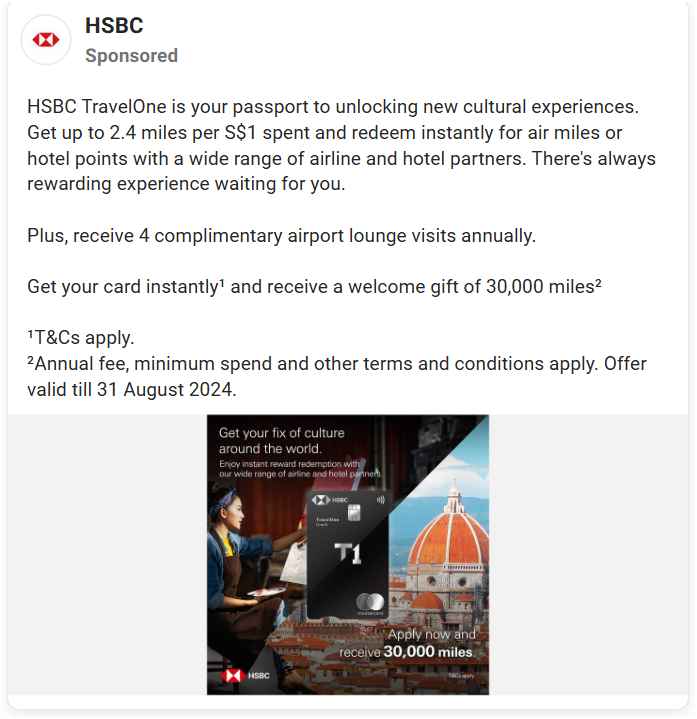 HSBC
Sponsored
HSBC TravelOne is your passport to unlocking new cultural experiences.
Get up to 2.4 miles per S$1 spent and redeem instantly for air miles or
hotel points with a wide range of airline and hotel partners. There's always
rewarding experience waiting for you.
Plus, receive 4 complimentary airport lounge visits annually.
Get your card instantly¹ and receive a welcome gift of 30,000 miles²
¹T&Cs apply.
²Annual fee, minimum spend and other terms and conditions apply. Offer
valid till 31 August 2024.
Get your fix of culture
around the world.
Enjoy instant reward redemption with
our wide range of airline and hotel partners.
HSBC
TravelOne
Credit
T1
mastercard
Apply now and
receive 30,000 miles.
HSBC
T&Cs apply